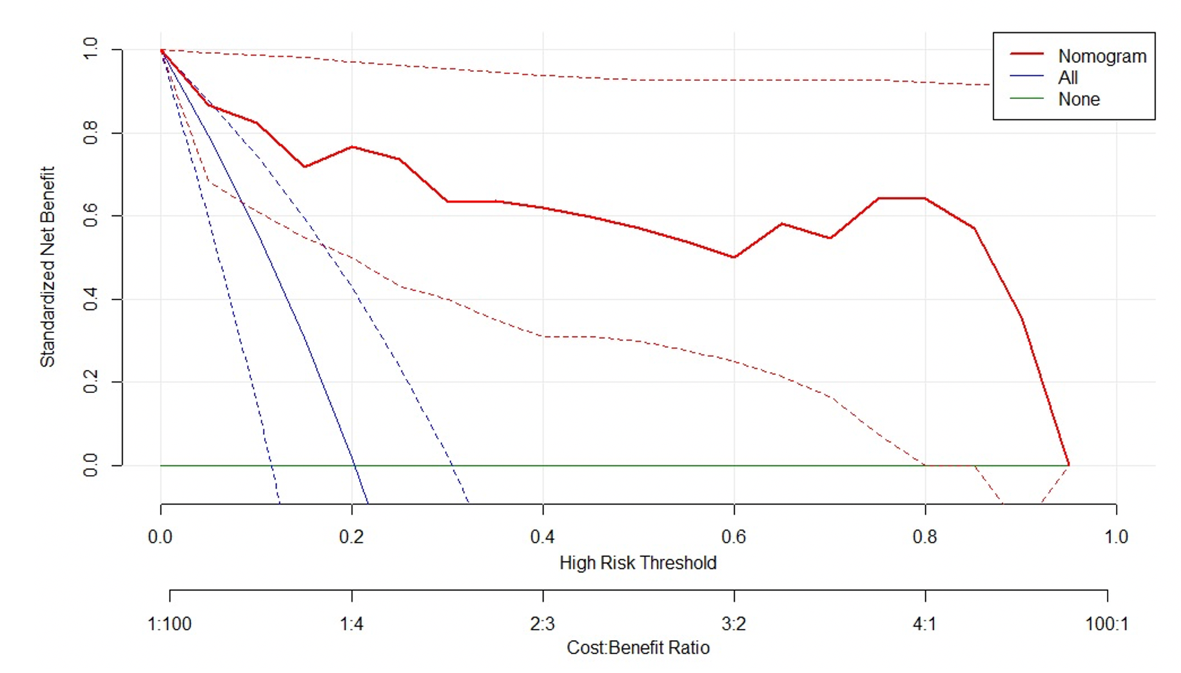 Nomogram
All
None
Standardized Net Benefit
1.0
0.8
0.6
0.4
0.2
0.0
0.0 0.2 0.4 0.6 0.8 1.0
High Risk Threshold
1:100 1:4 2:3 3:2 4:1 100:1
Cost:Benefit Ratio